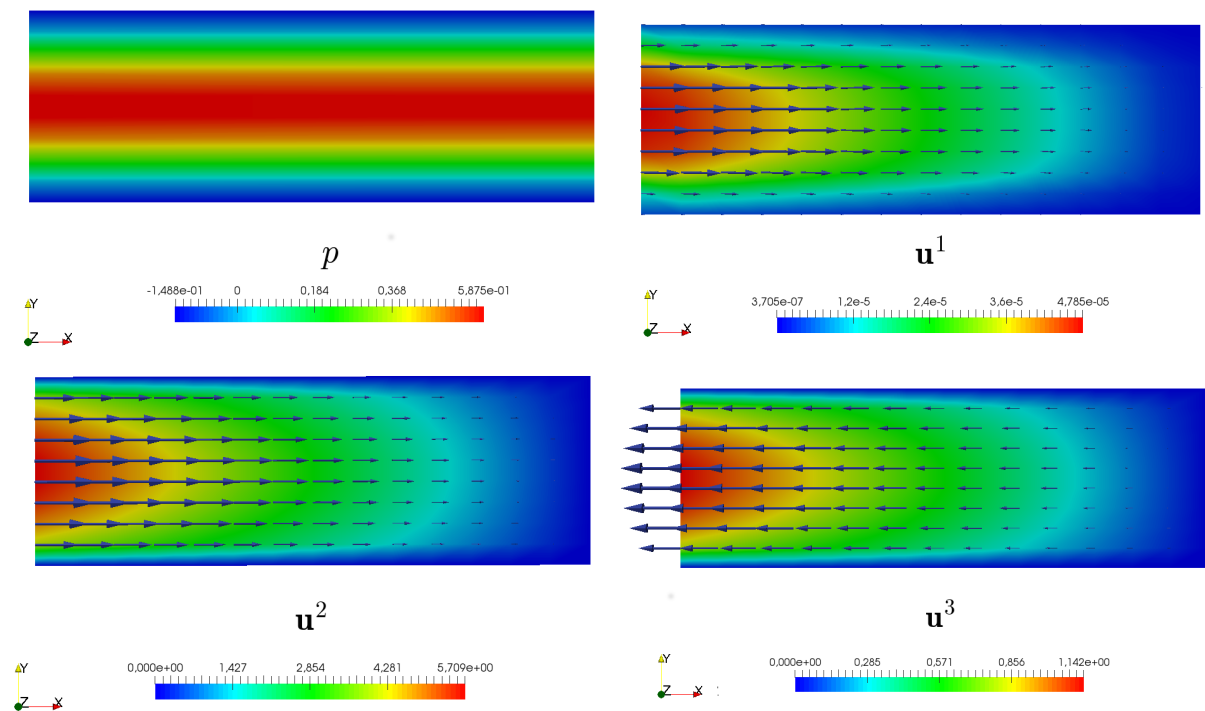 p
-1,488e-01 0 0,184 0,368 5,875e-01
Y
Z X
u¹
3,705e-07 1,2e-5 2,4e-5 3,6e-5 4,785e-05
Y
Z X
u²
0,000e+00 1,427 2,854 4,281 5,709e+00
Y
Z X
u³
0,000e+00 0,285 0,571 0,856 1,142e+00
Y
Z X